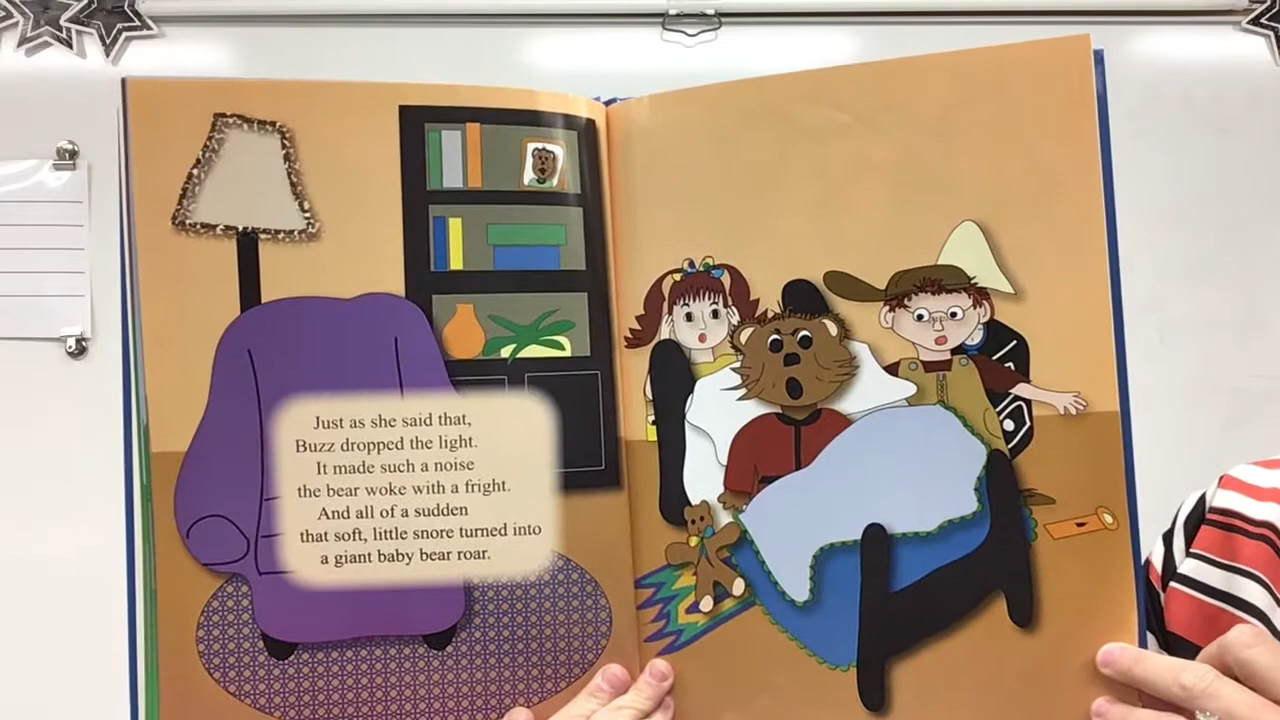 Just as she said that,
Buzz dropped the light.
It made such a noise
the bear woke with a fright.
And all of a sudden
that soft, little snore turned into
a giant baby bear roar.